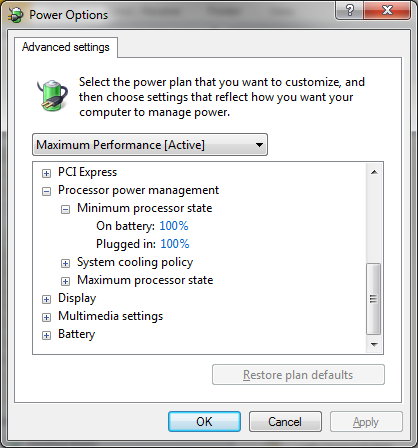 Power Options
Advanced settings
Select the power plan that you want to customize, and
then choose settings that reflect how you want your
computer to manage power.
Maximum Performance [Active]
PCI Express
Processor power management
Minimum processor state
On battery: 100%
Plugged in: 100%
System cooling policy
Maximum processor state
Display
Multimedia settings
Battery
Restore plan defaults
OK
Cancel
Apply